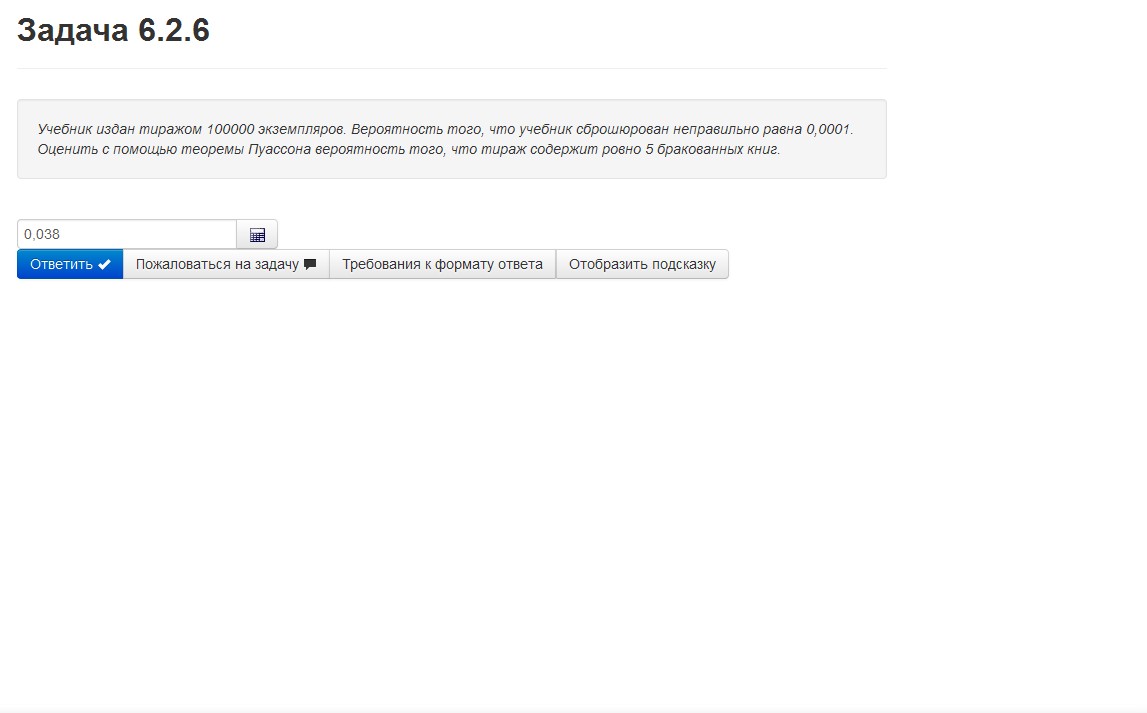 Задача 6.2.6
Учебник издан тиражом 100000 экземпляров. Вероятность того, что учебник сброшюрован неправильно равна 0,0001.
Оценить с помощью теоремы Пуассона вероятность того, что тираж содержит ровно 5 бракованных книг.
0,038
Ответить Пожаловаться на задачу Требования к формату ответа Отобразить подсказку